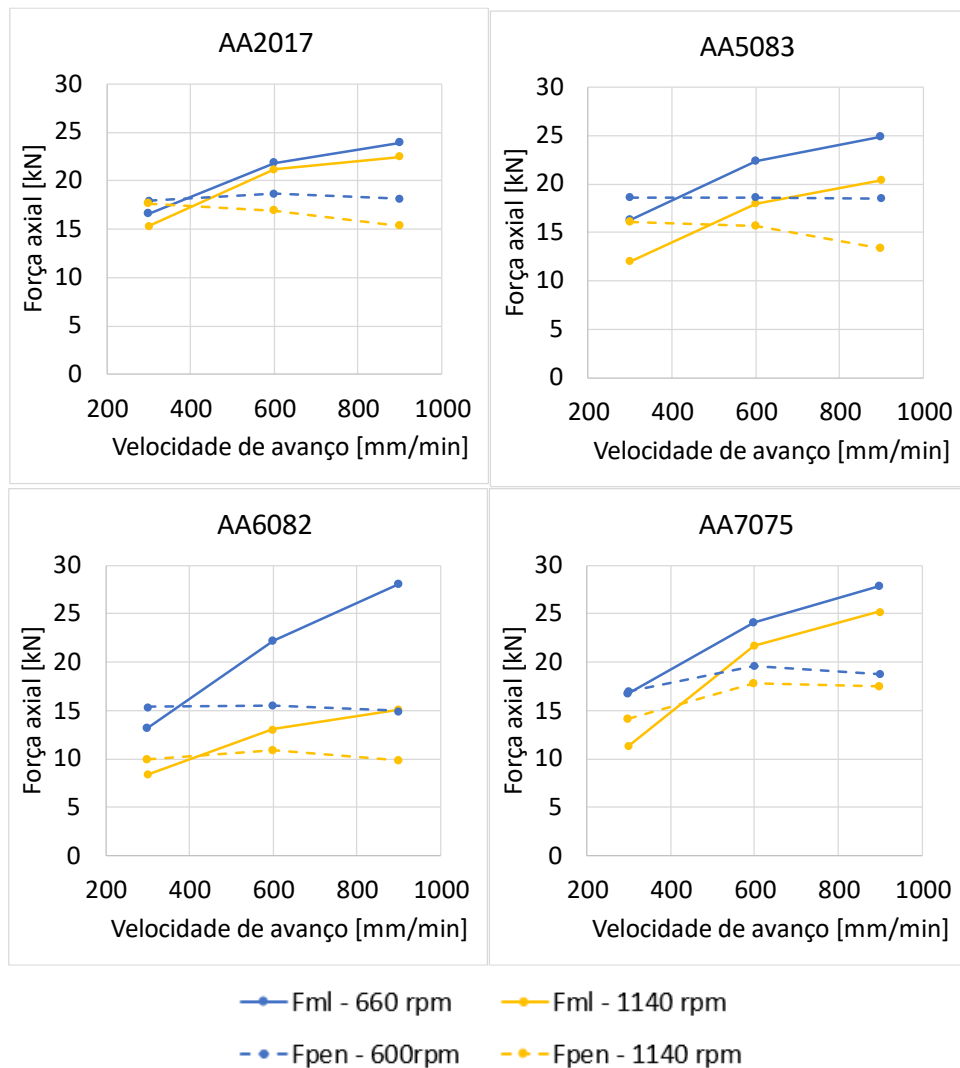 AA2017
30
25
20
15
10
5
0
Força axial [kN]
200 400 600 800 1000
Velocidade de avanço [mm/min]
AA5083
30
25
20
15
10
5
0
Força axial [kN]
200 400 600 800 1000
Velocidade de avanço [mm/min]
AA6082
30
25
20
15
10
5
0
Força axial [kN]
200 400 600 800 1000
Velocidade de avanço [mm/min]
AA7075
30
25
20
15
10
5
0
Força axial [kN]
200 400 600 800 1000
Velocidade de avanço [mm/min]
Fml - 660 rpm Fml - 1140 rpm
Fpen - 600rpm Fpen - 1140 rpm